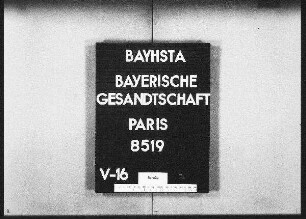 BAYHSTA
BAYERISCHE
GESANDTSCHAFT
PARIS
8519
V-16